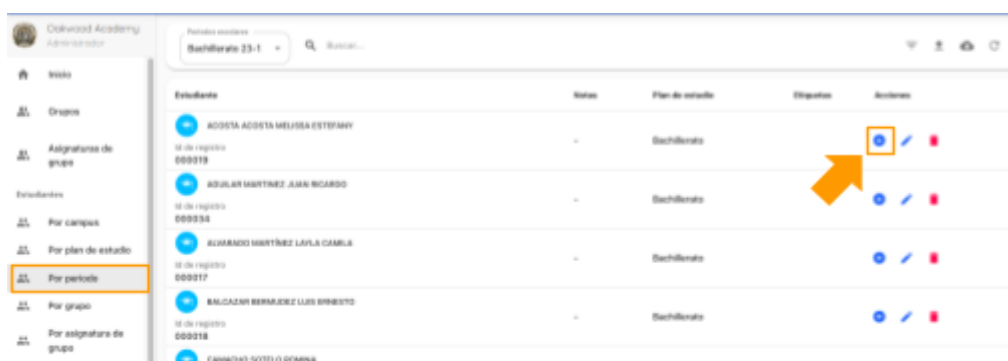 Oakwood Academy
Administrador
Periodos escolares
Bachillerato 23-1
Buscar...
Inicio
Grupos
Asignaturas de
grupo
Estudiantes
Por campus
Por plan de estudio
Por periodo
Por grupo
Por asignatura de
grupo
Estudiante Notas Plan de estudio Etiquetas Acciones
ACOSTA ACOSTA MELISSA ESTEFANY
Id de registro
000019
- Bachillerato
AGUILAR MARTINEZ JUAN RICARDO
Id de registro
000034
- Bachillerato
ALVARADO MARTÍNEZ LAYLA CAMILA
Id de registro
000017
- Bachillerato
BALCAZAR BERMUDEZ LUIS ERNESTO
Id de registro
000018
- Bachillerato
CAMACHO SOTELO ROMINA